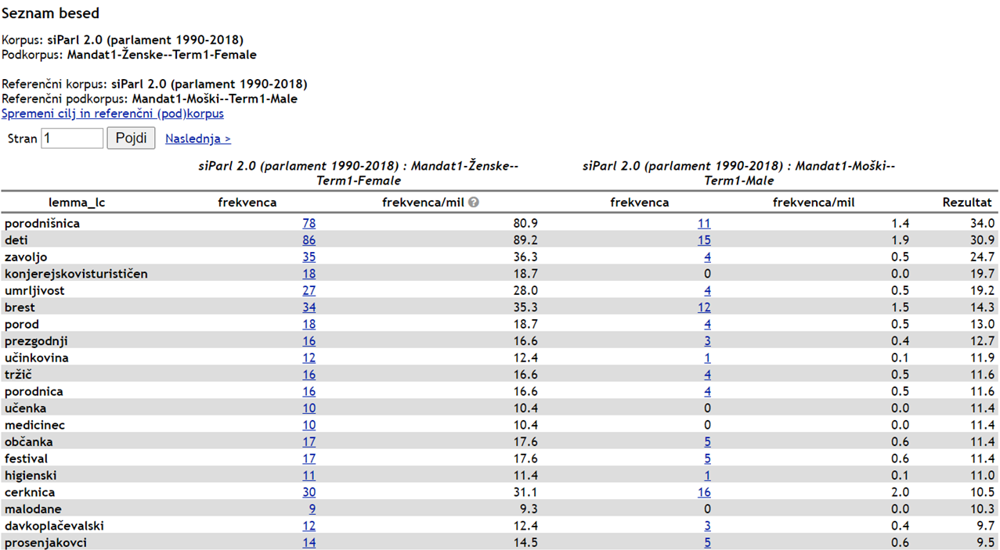 Seznam besed
Korpus: siParl 2.0 (parlament 1990-2018)
Podkorpus: Mandat1-Ženske--Term1-Female
Referenčni korpus: siParl 2.0 (parlament 1990-2018)
Referenčni podkorpus: Mandat1-Moški--Term1-Male
Spremeni cilj in referenčni (pod)korpus
Stran 1 Pojdi Naslednja >
siParl 2.0 (parlament 1990-2018) : Mandat1-Ženske-- siParl 2.0 (parlament 1990-2018) : Mandat1-Moški--
Term1-Female Term1-Male
lemma_lc frekvenca frekvenca/mil ? frekvenca frekvenca/mil Rezultat
porodnišnica 78 80.9 11 1.4 34.0
deti 86 89.2 15 1.9 30.9
zavoljo 35 36.3 4 0.5 24.7
konjerejskovisturističen 18 18.7 0 0.0 19.7
umrljivost 27 28.0 4 0.5 19.2
brest 34 35.3 12 1.5 14.3
porod 18 18.7 4 0.5 13.0
prezgodnji 16 16.6 3 0.4 12.7
učinkovina 12 12.4 1 0.1 11.9
tržič 16 16.6 4 0.5 11.6
porodnica 16 16.6 4 0.5 11.6
učenka 10 10.4 0 0.0 11.4
medicinec 10 10.4 0 0.0 11.4
občanka 17 17.6 5 0.6 11.4
festival 17 17.6 5 0.6 11.4
higienski 11 11.4 1 0.1 11.0
cerknica 30 31.1 16 2.0 10.5
malodane 9 9.3 0 0.0 10.3
davkoplačevalski 12 12.4 3 0.4 9.7
prosenjakovci 14 14.5 5 0.6 9.5